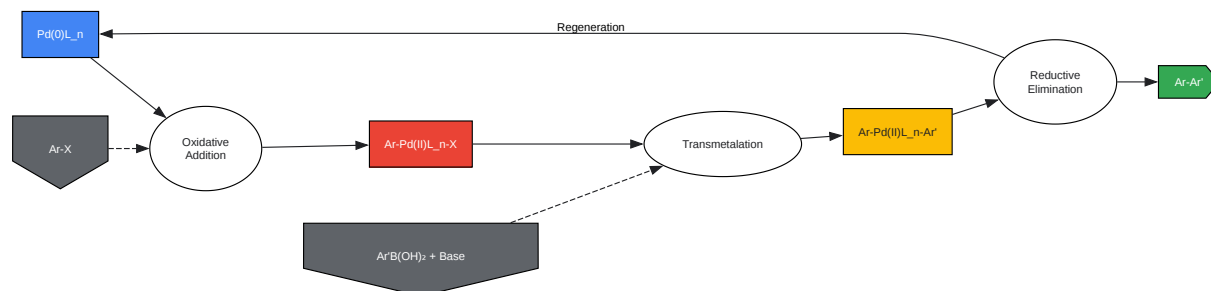 Regeneration
Pd(0)L_n
Reductive
Elimination
Ar-Ar'
Ar-X
Oxidative
Addition
Ar-Pd(II)L_n-X
Transmetalation
Ar-Pd(II)L_n-Ar'
Ar'B(OH)₂ + Base